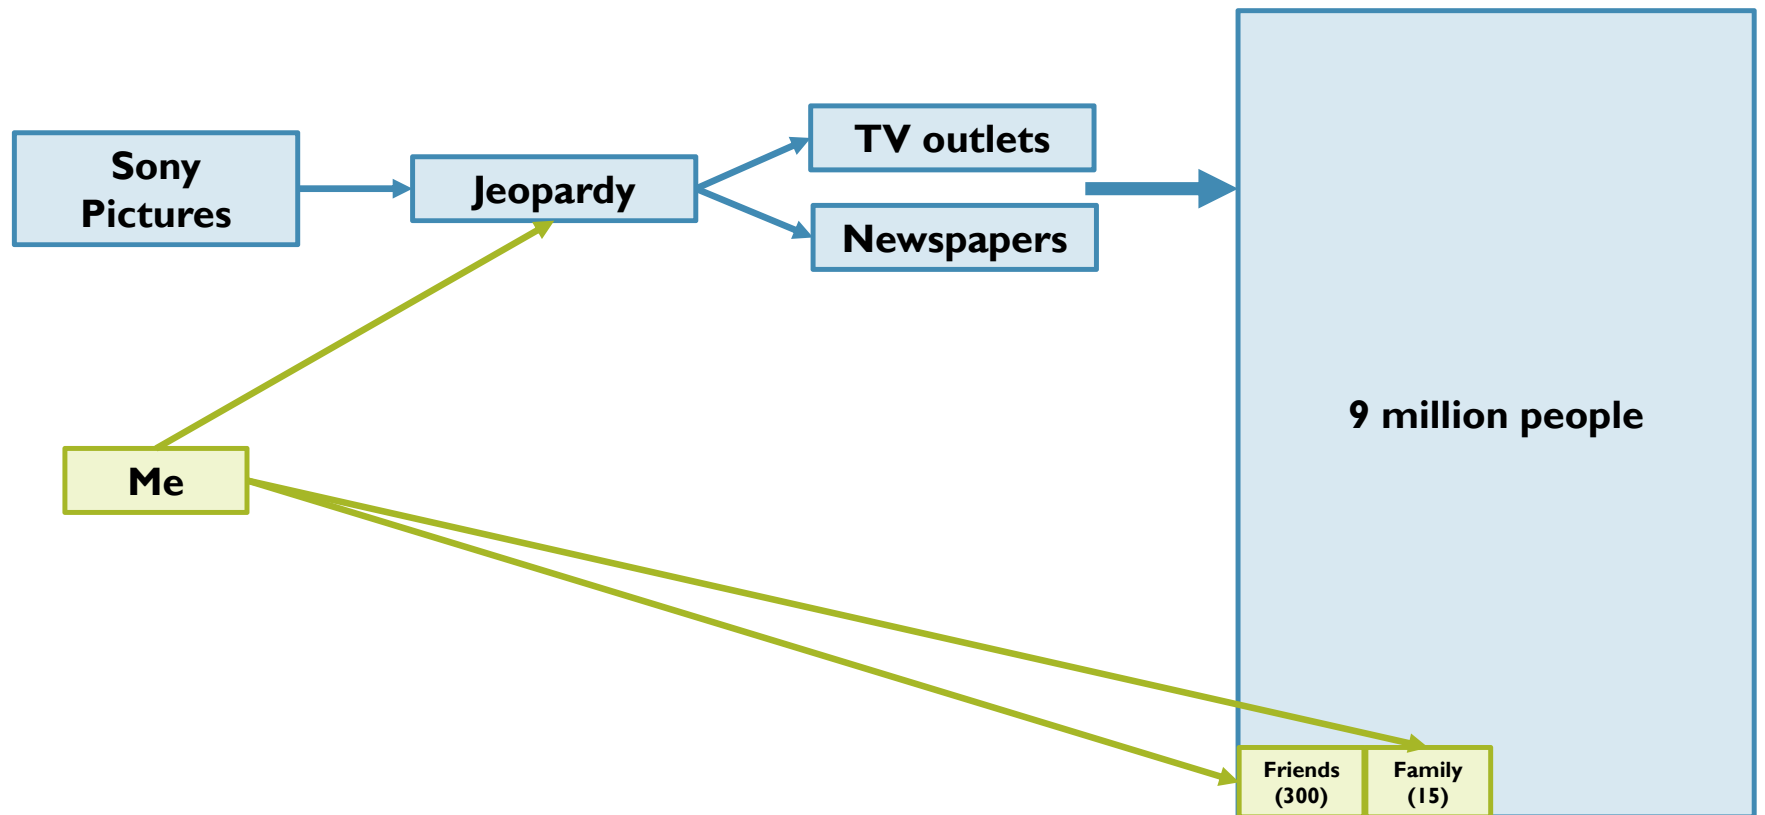 Sony
Pictures
Jeopardy
TV outlets
Newspapers
9 million people
Me
Friends
(300)
Family
(15)